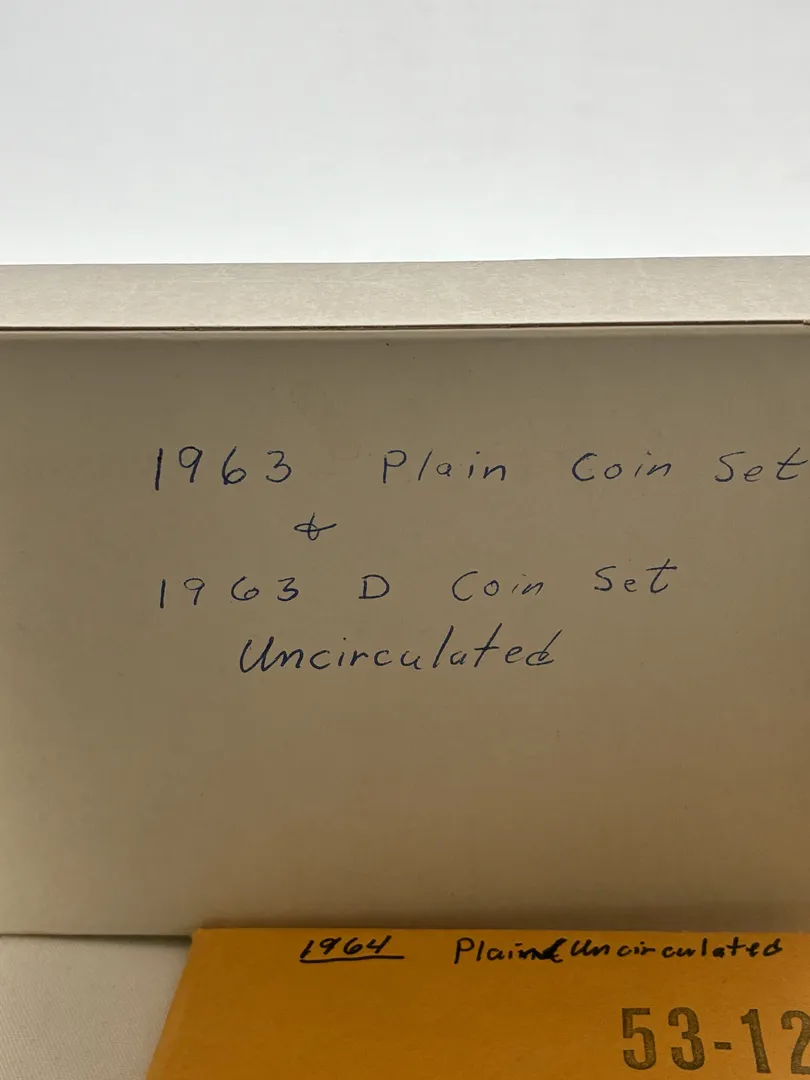 1963 Plain Coin Set
&
1963 D Coin Set
Uncirculated
1964 Plain Uncirculated
53-12